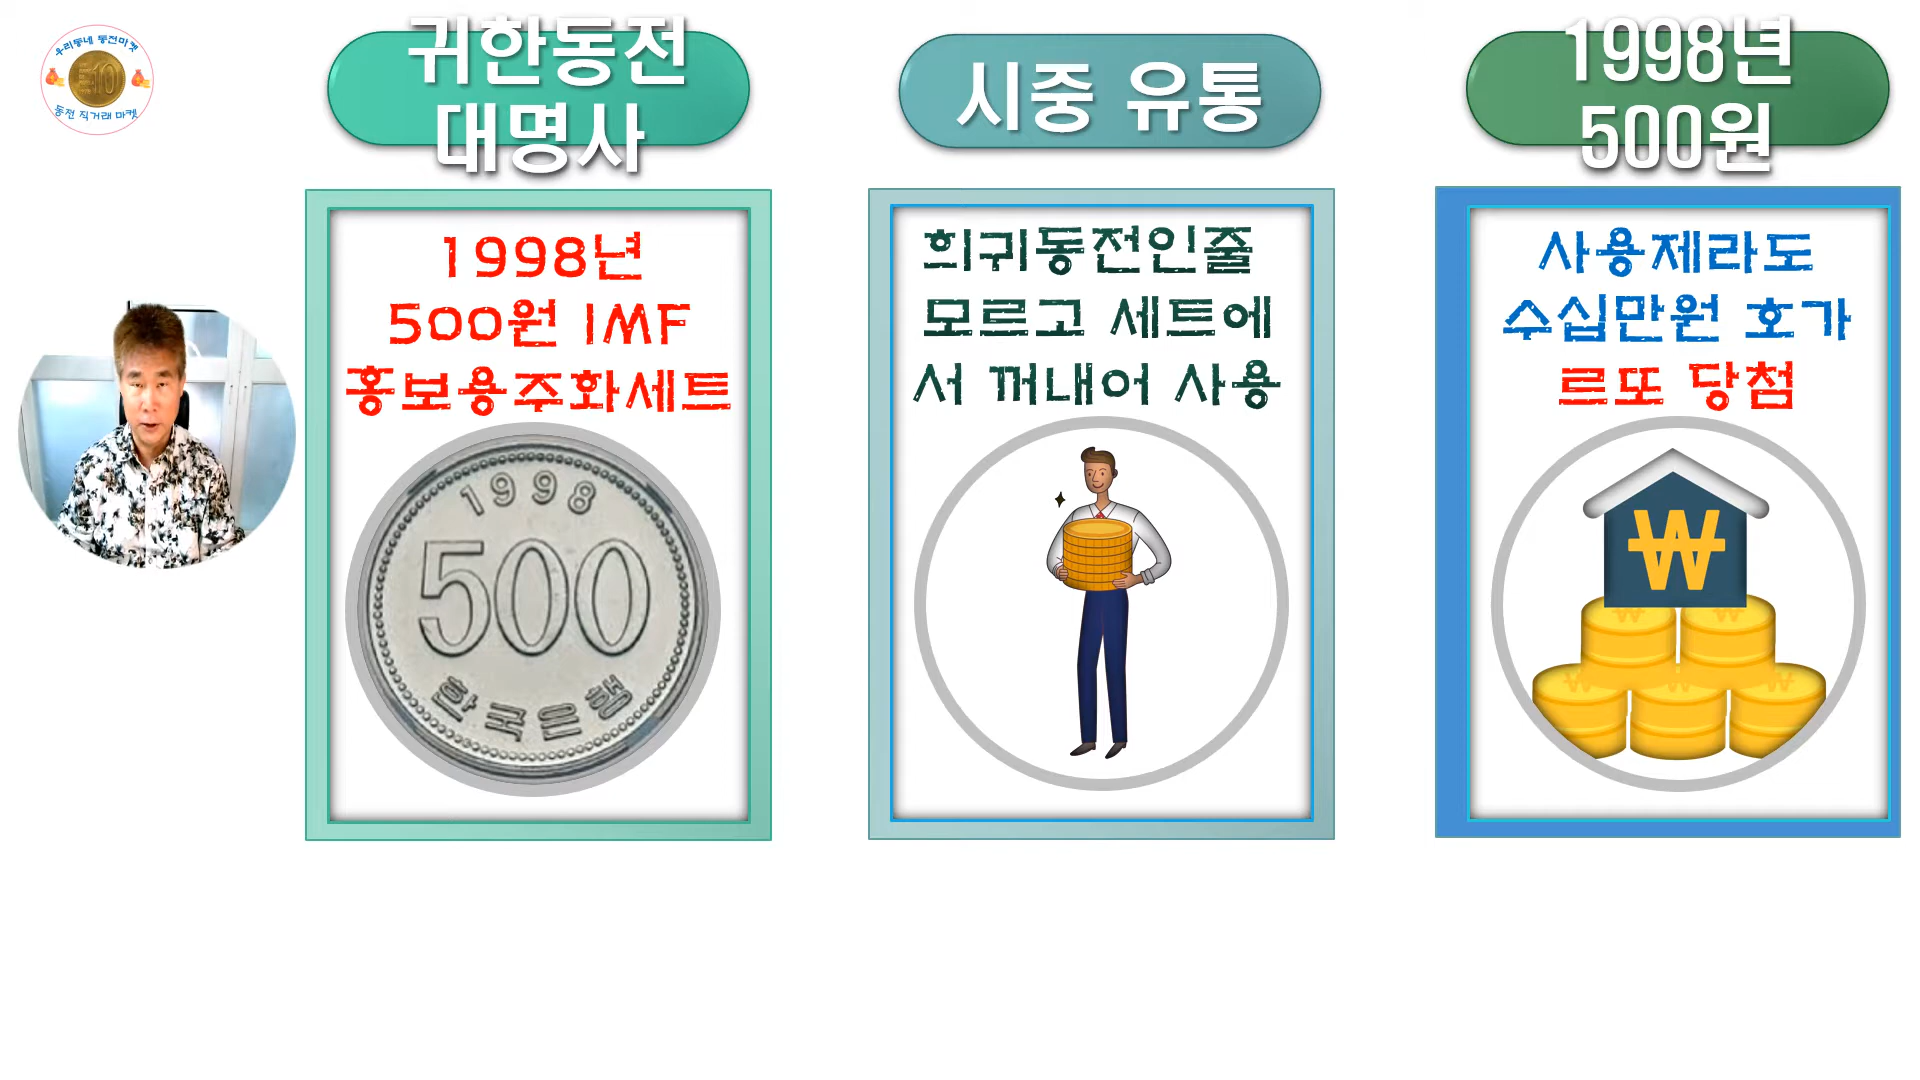 우리동네 동전마켓
10
동전 직거래 마켓
귀한동전
대명사
1998년
500원 IMF
홍보용주화세트
1998
500
한국은행
시중 유통
희귀동전인줄
모르고 세트에
서 꺼내어 사용
1998년
500원
사용제라도
수십만원 호가
르또 당첨
₩